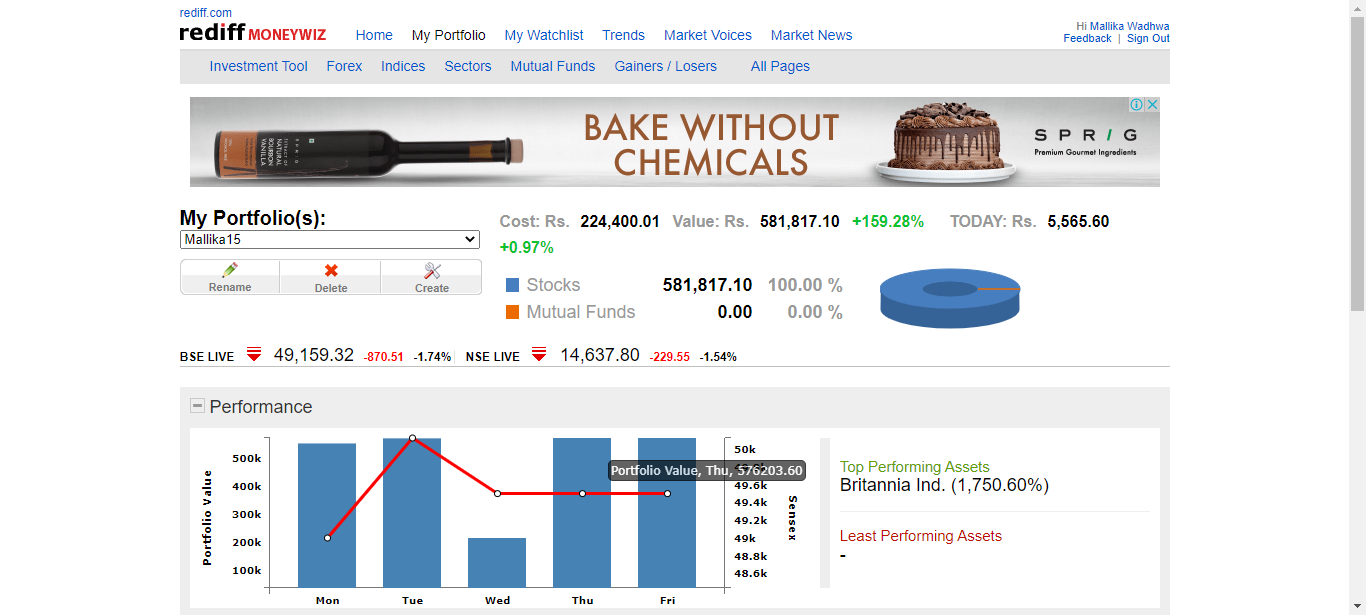 rediff.com
rediff MONEYWIZ Home My Portfolio My Watchlist Trends Market Voices Market News
Hi Mallika Wadhwa
Feedback | Sign Out
Investment Tool Forex Indices Sectors Mutual Funds Gainers / Losers All Pages
BAKE WITHOUT
CHEMICALS
SPRIG
Premium Gourmet Ingredients
SPRIG
NATURAL
BOURBON
VANILLA
My Portfolio(s):
Mallika15
Rename Delete Create
Cost: Rs. 224,400.01 Value: Rs. 581,817.10 +159.28% TODAY: Rs. 5,565.60
+0.97%
Stocks 581,817.10 100.00 %
Mutual Funds 0.00 0.00 %
BSE LIVE 49,159.32 -870.51 -1.74% NSE LIVE 14,637.80 -229.55 -1.54%
Performance
Portfolio Value
500k
400k
300k
200k
100k
Mon Tue Wed Thu Fri
Portfolio Value, Thu, 576203.60
50k
49.6k
49.4k
49.2k
49k
48.8k
48.6k
Sensex
Top Performing Assets
Britannia Ind. (1,750.60%)
Least Performing Assets
-